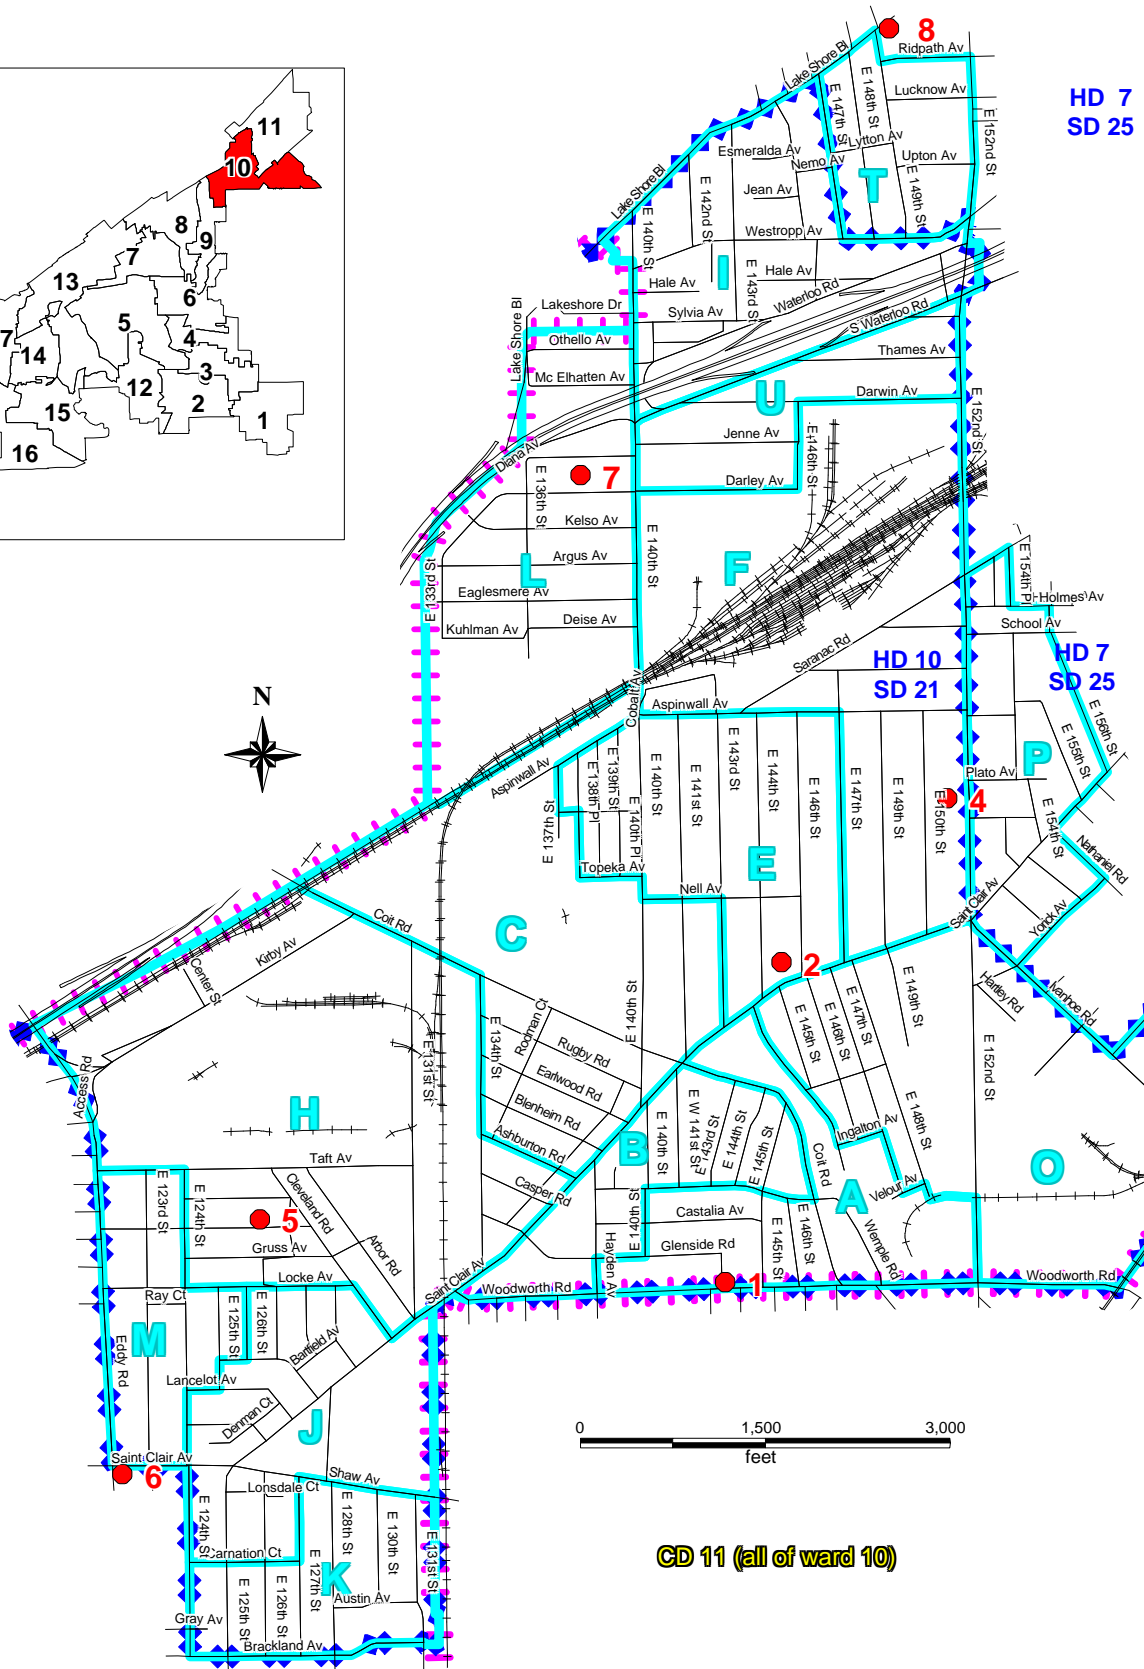 8
Ridpath Av
Lake Shore Bl
HD 7
SD 25
Lucknow Av
E 148th St
E 147th St
E 152nd St
Lytton Av
Esmeralda Av
Nemo Av
Upton Av
T
Lake Shore Bl
E 142nd St
Jean Av
E 149th St
E 140th St
Westropp Av
I
Hale Av
Hale Av
E 143rd St
Waterloo Rd
Lakeshore Dr
Sylvia Av
S Waterloo Rd
Lake Shore Bl
Othello Av
Thames Av
Mc Elhatten Av
U
Darwin Av
E 152nd St
Jenne Av
E 146th St
Diana Av
7
Darley Av
E 136th St
Kelso Av
E 140th St
Argus Av
L
F
E 133rd St
Eaglesmere Av
Kuhlman Av
Deise Av
E 154th Pl
Holmes Av
School Av
Saranac Rd
HD 10
SD 21
HD 7
SD 25
11
10
8
9
7
13
6
5
7
14
4
3
12
2
15
1
16
N
Cobalt Av
Aspinwall Av
E 156th St
E 155th St
P
Plato Av
Aspinwall Av
E 139th St
E 138th Pl
E 140th St
E 141st St
E 143rd St
E 144th St
E 146th St
E 147th St
E 149th St
E 150th St
4
E 137th St
E 140th Pl
E 154th St
Nathaniel Rd
Topeka Av
E
Nell Av
Saint Clair Av
Yorick Av
Coit Rd
C
Kirby Av
2
Center St
E 140th St
E 149th St
Hartley Rd
Ivanhoe Rd
Rodman Ct
E 145th St
E 146th St
E 147th St
E 134th St
Rugby Rd
E 131st St
Access Rd
Earlwood Rd
E 152nd St
H
Blenheim Rd
E 140th St
E W 141st St
E 143rd St
E 144th St
E 145th St
E 148th St
Ingalton Av
Ashburton Rd
B
Coit Rd
O
Taft Av
A
Velour Av
E 123rd St
E 124th St
Cleveland Rd
Casper Rd
E 140th St
5
Castalia Av
Gruss Av
Arbor Rd
Hayden Av
Glenside Rd
E 145th St
E 146th St
Wemple Rd
Locke Av
Saint Clair Av
Woodworth Rd
1
Woodworth Rd
Ray Ct
E 125th St
E 126th St
M
Eddy Rd
Bartfield Av
Lancelot Av
Denman Ct
J
0
1,500
3,000
feet
Saint Clair Av
6
Shaw Av
Lonsdale Ct
E 124th St
E 128th St
E 130th St
Carnation Ct
E 131st St
K
E 125th St
E 126th St
E 127th St
Austin Av
Gray Av
Brackland Av
CD 11 (all of ward 10)